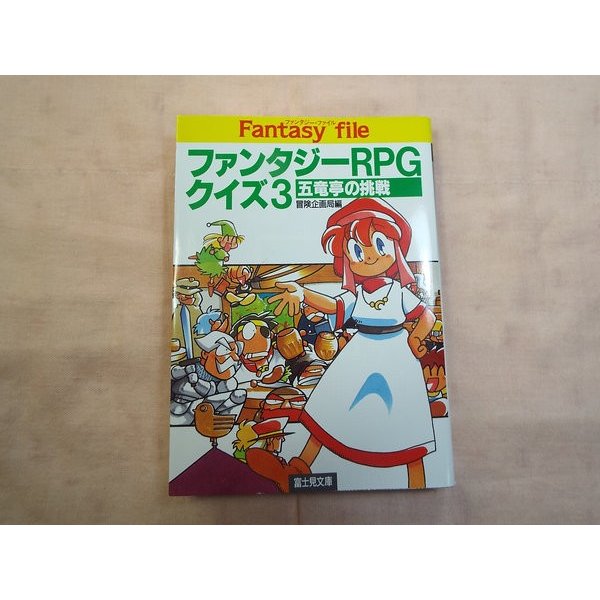 ファンタジー・ファイル
Fantasy file
ファンタジーRPG
クイズ3 五竜亭の挑戦
冒険企画局編
富士見文庫